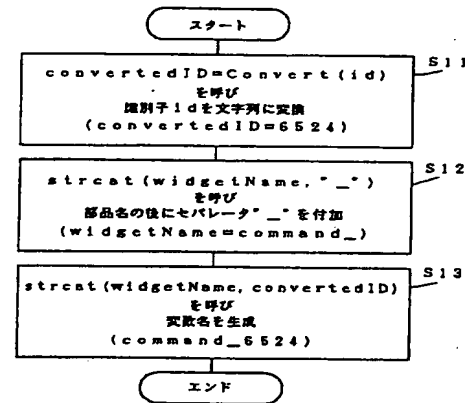 スタート
S11
convertedID=Convert(id)
を呼び
識別子idを文字列に変換
(convertedID=6524)
S12
strcat(widgetName,"_")
を呼び
部品名の後にセパレータ"_"を付加
(widgetName=command_)
S13
strcat(widgetName,convertedID)
を呼び
変数名を生成
(command_6524)
エンド